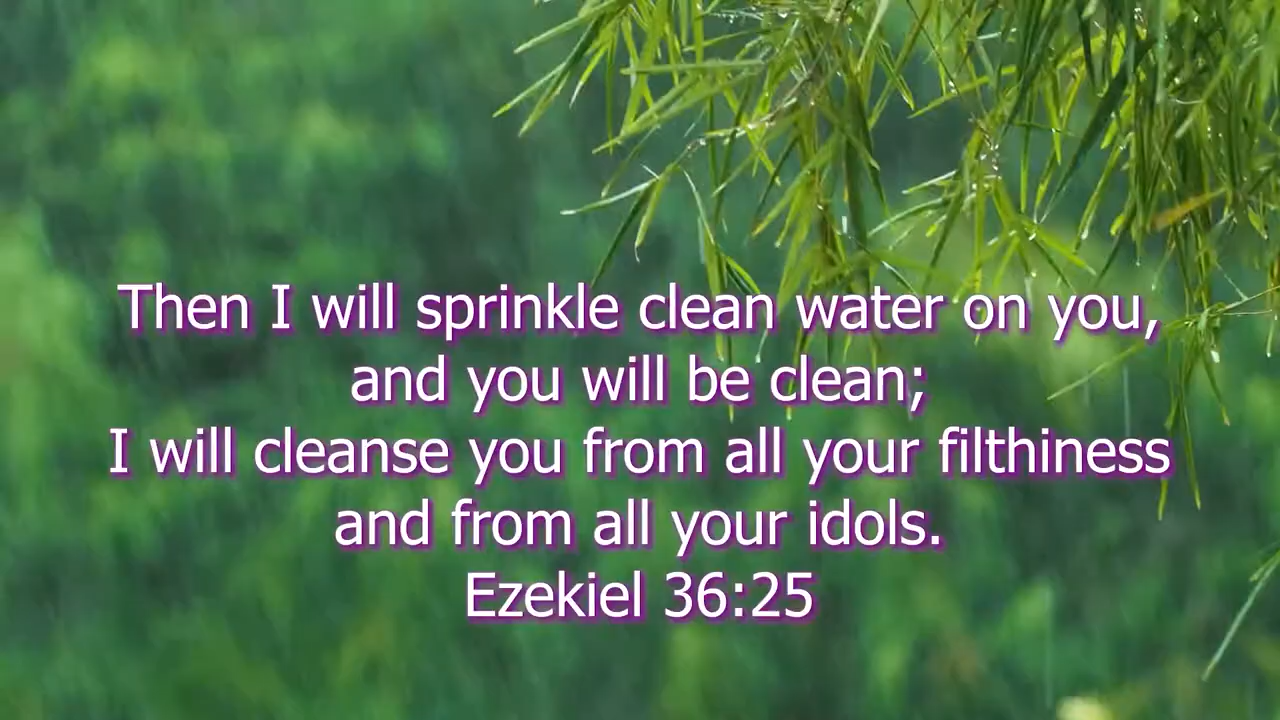 Then I will sprinkle clean water on you,
and you will be clean;
I will cleanse you from all your filthiness
and from all your idols.
Ezekiel 36:25